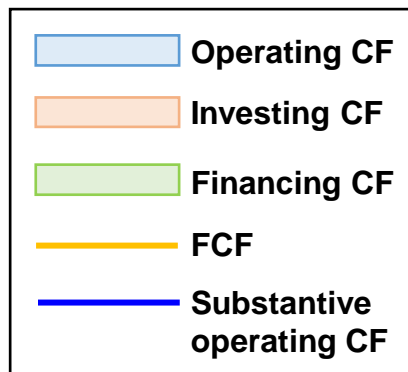 Operating CF
Investing CF
Financing CF
FCF
Substantive
operating CF